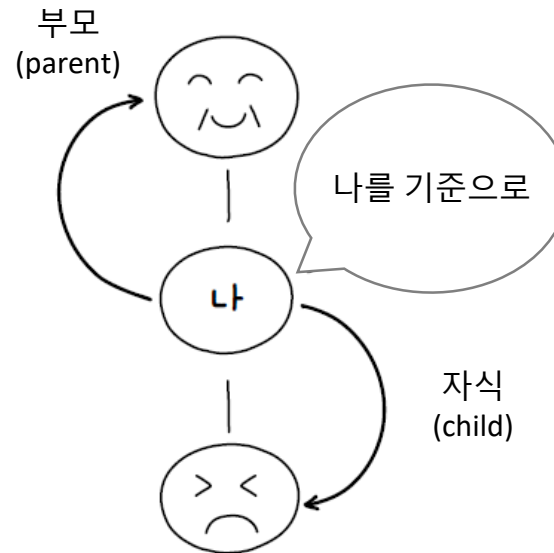 부모
(parent)
나를 기준으로
나
자식
(child)